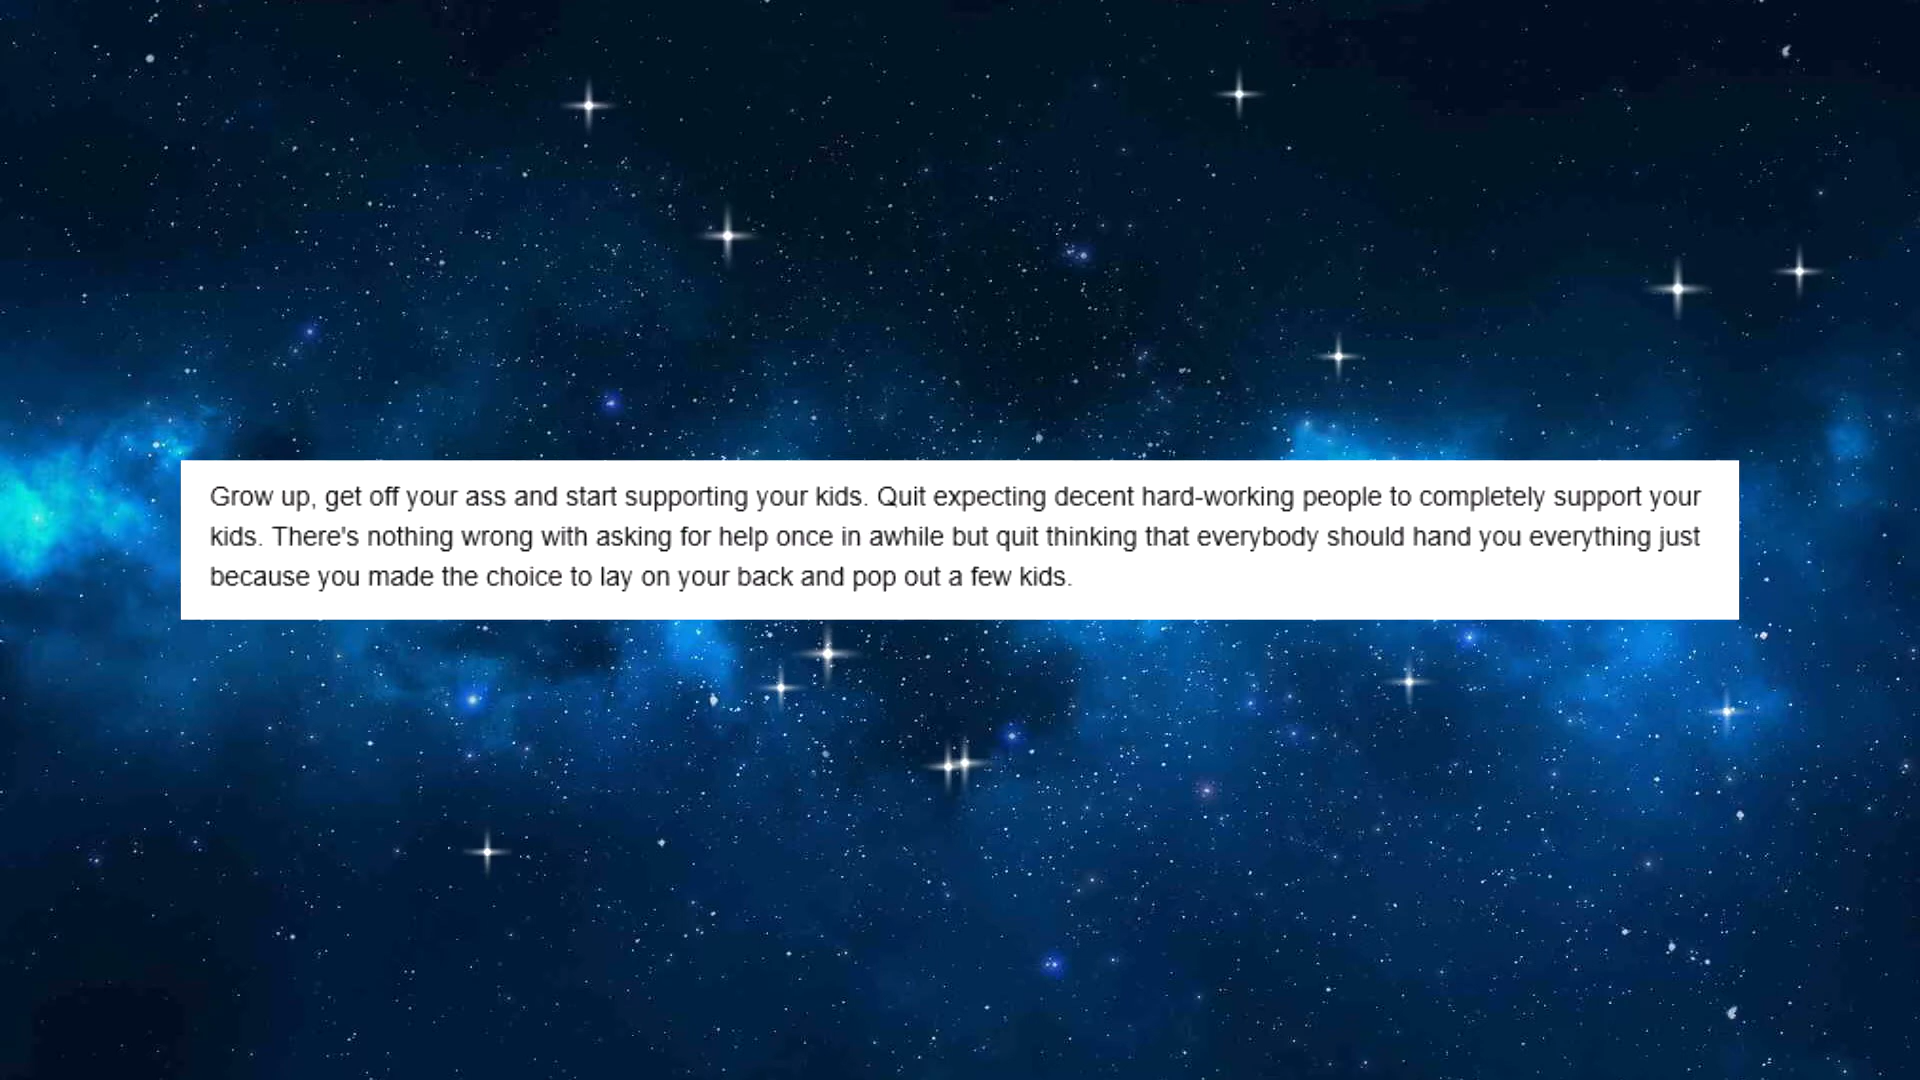 Grow up, get off your ass and start supporting your kids. Quit expecting decent hard-working people to completely support your
kids. There's nothing wrong with asking for help once in awhile but quit thinking that everybody should hand you everything just
because you made the choice to lay on your back and pop out a few kids.